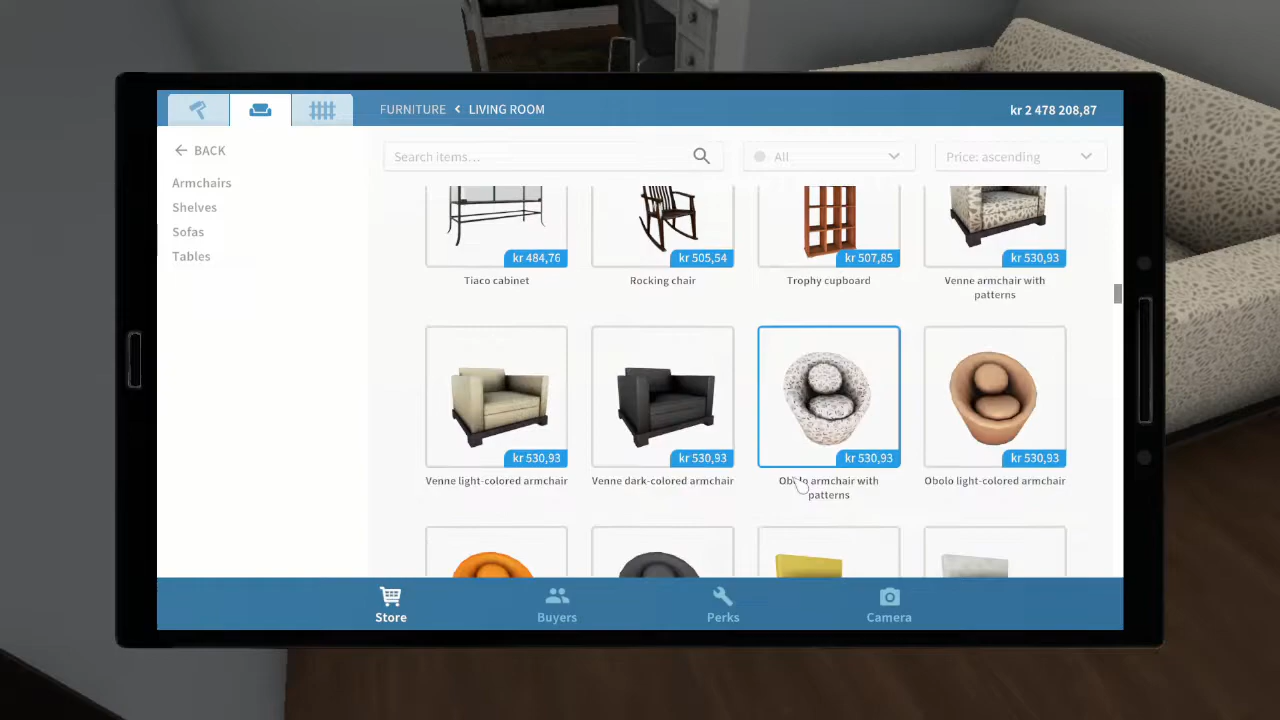 FURNITURE < LIVING ROOM
kr 2 478 208,87
BACK
Search items...
All
Price: ascending
Armchairs
Shelves
Sofas
Tables
kr 484,76
kr 505,54
kr 507,85
kr 530,93
Tiaco cabinet
Rocking chair
Trophy cupboard
Venne armchair with
patterns
kr 530,93
kr 530,93
kr 530,93
kr 530,93
Venne light-colored armchair
Venne dark-colored armchair
Obolo armchair with
patterns
Obolo light-colored armchair
Store
Buyers
Perks
Camera